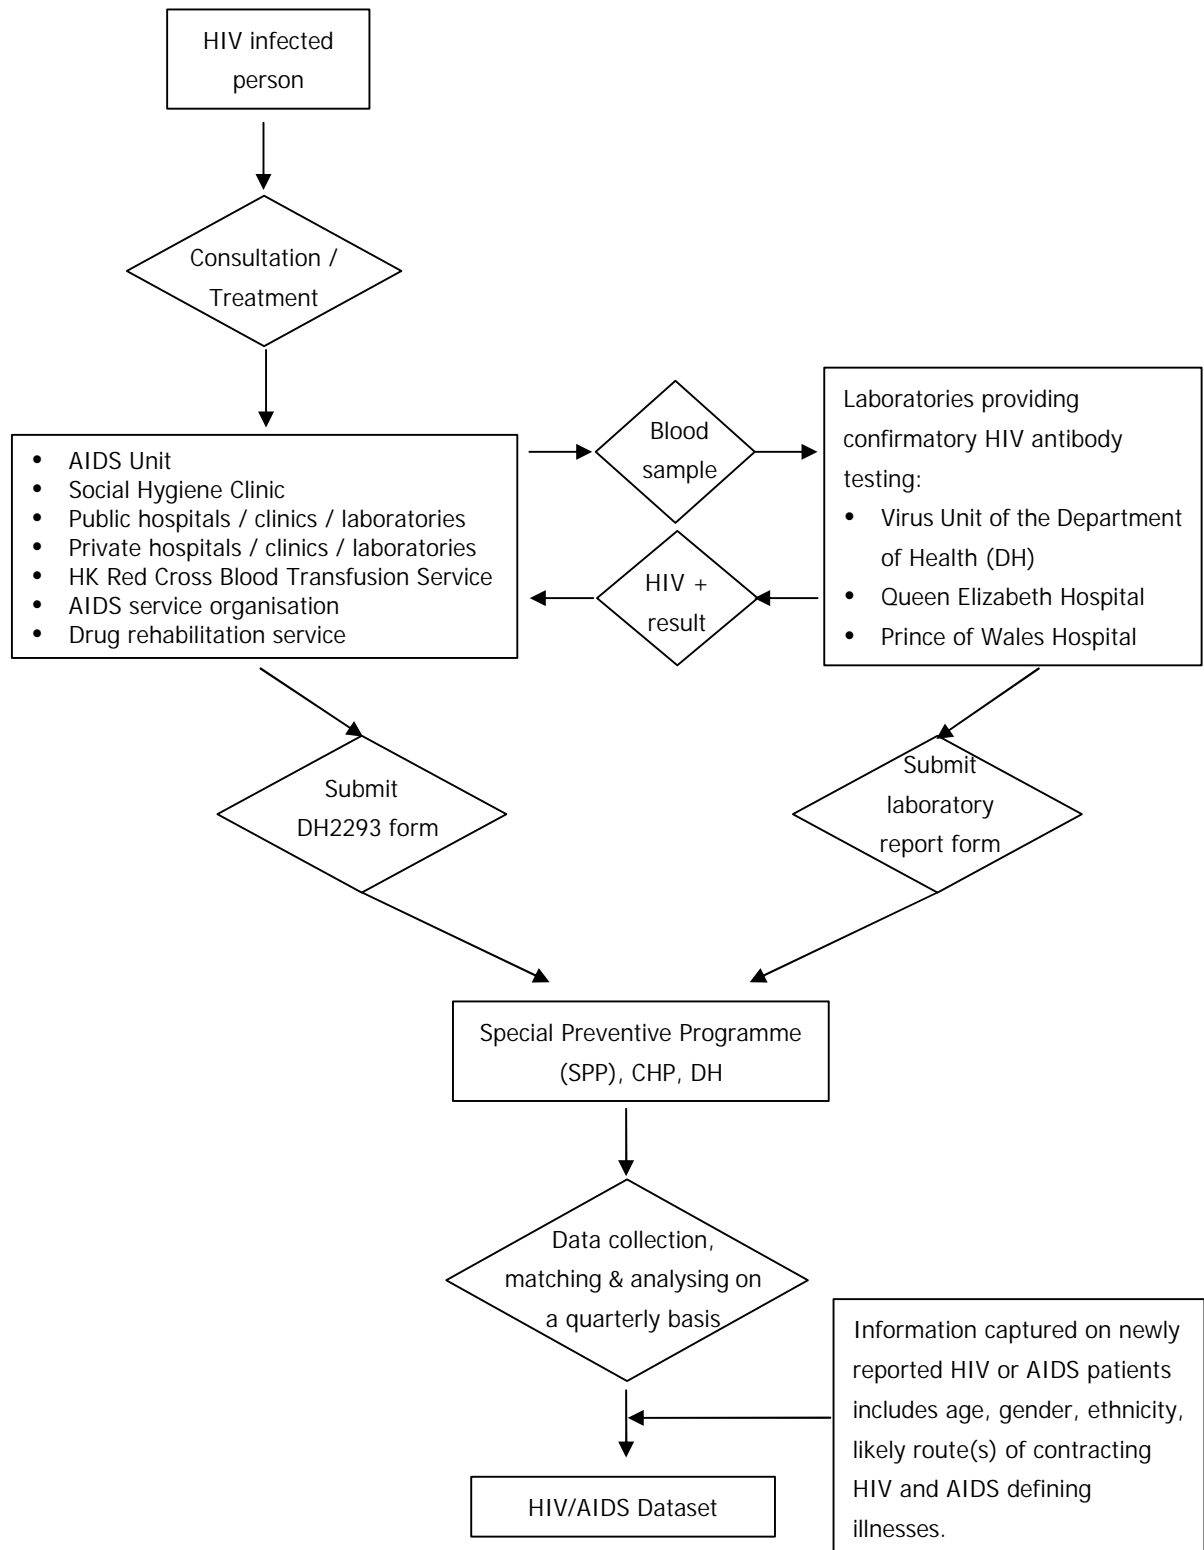 HIV infected
person
Consultation /
Treatment
• AIDS Unit
• Social Hygiene Clinic
• Public hospitals / clinics / laboratories
• Private hospitals / clinics / laboratories
• HK Red Cross Blood Transfusion Service
• AIDS service organisation
• Drug rehabilitation service
Blood
sample
HIV +
result
Laboratories providing
confirmatory HIV antibody
testing:
• Virus Unit of the Department
of Health (DH)
• Queen Elizabeth Hospital
• Prince of Wales Hospital
Submit
DH2293 form
Submit
laboratory
report form
Special Preventive Programme
(SPP), CHP, DH
Data collection,
matching & analysing on
a quarterly basis
Information captured on newly
reported HIV or AIDS patients
includes age, gender, ethnicity,
likely route(s) of contracting
HIV and AIDS defining
illnesses.
HIV/AIDS Dataset